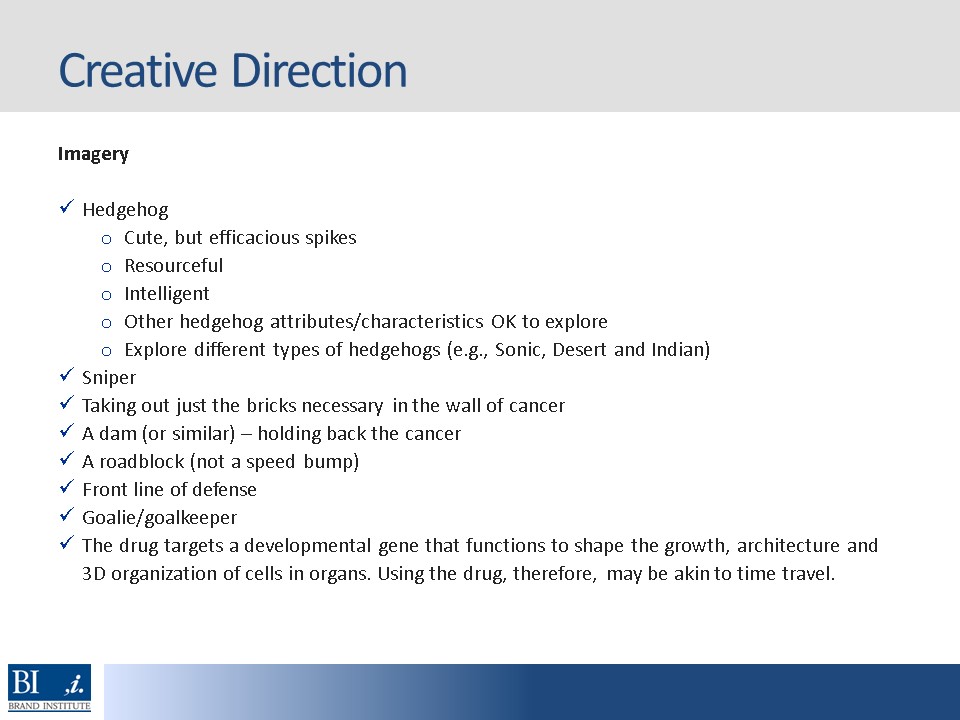 Creative Direction
Imagery
✓ Hedgehog
o Cute, but efficacious spikes
o Resourceful
o Intelligent
o Other hedgehog attributes/characteristics OK to explore
o Explore different types of hedgehogs (e.g., Sonic, Desert and Indian)
✓ Sniper
✓ Taking out just the bricks necessary in the wall of cancer
✓ A dam (or similar) – holding back the cancer
✓ A roadblock (not a speed bump)
✓ Front line of defense
✓ Goalie/goalkeeper
✓ The drug targets a developmental gene that functions to shape the growth, architecture and
3D organization of cells in organs. Using the drug, therefore, may be akin to time travel.
BI ,i.
BRAND INSTITUTE